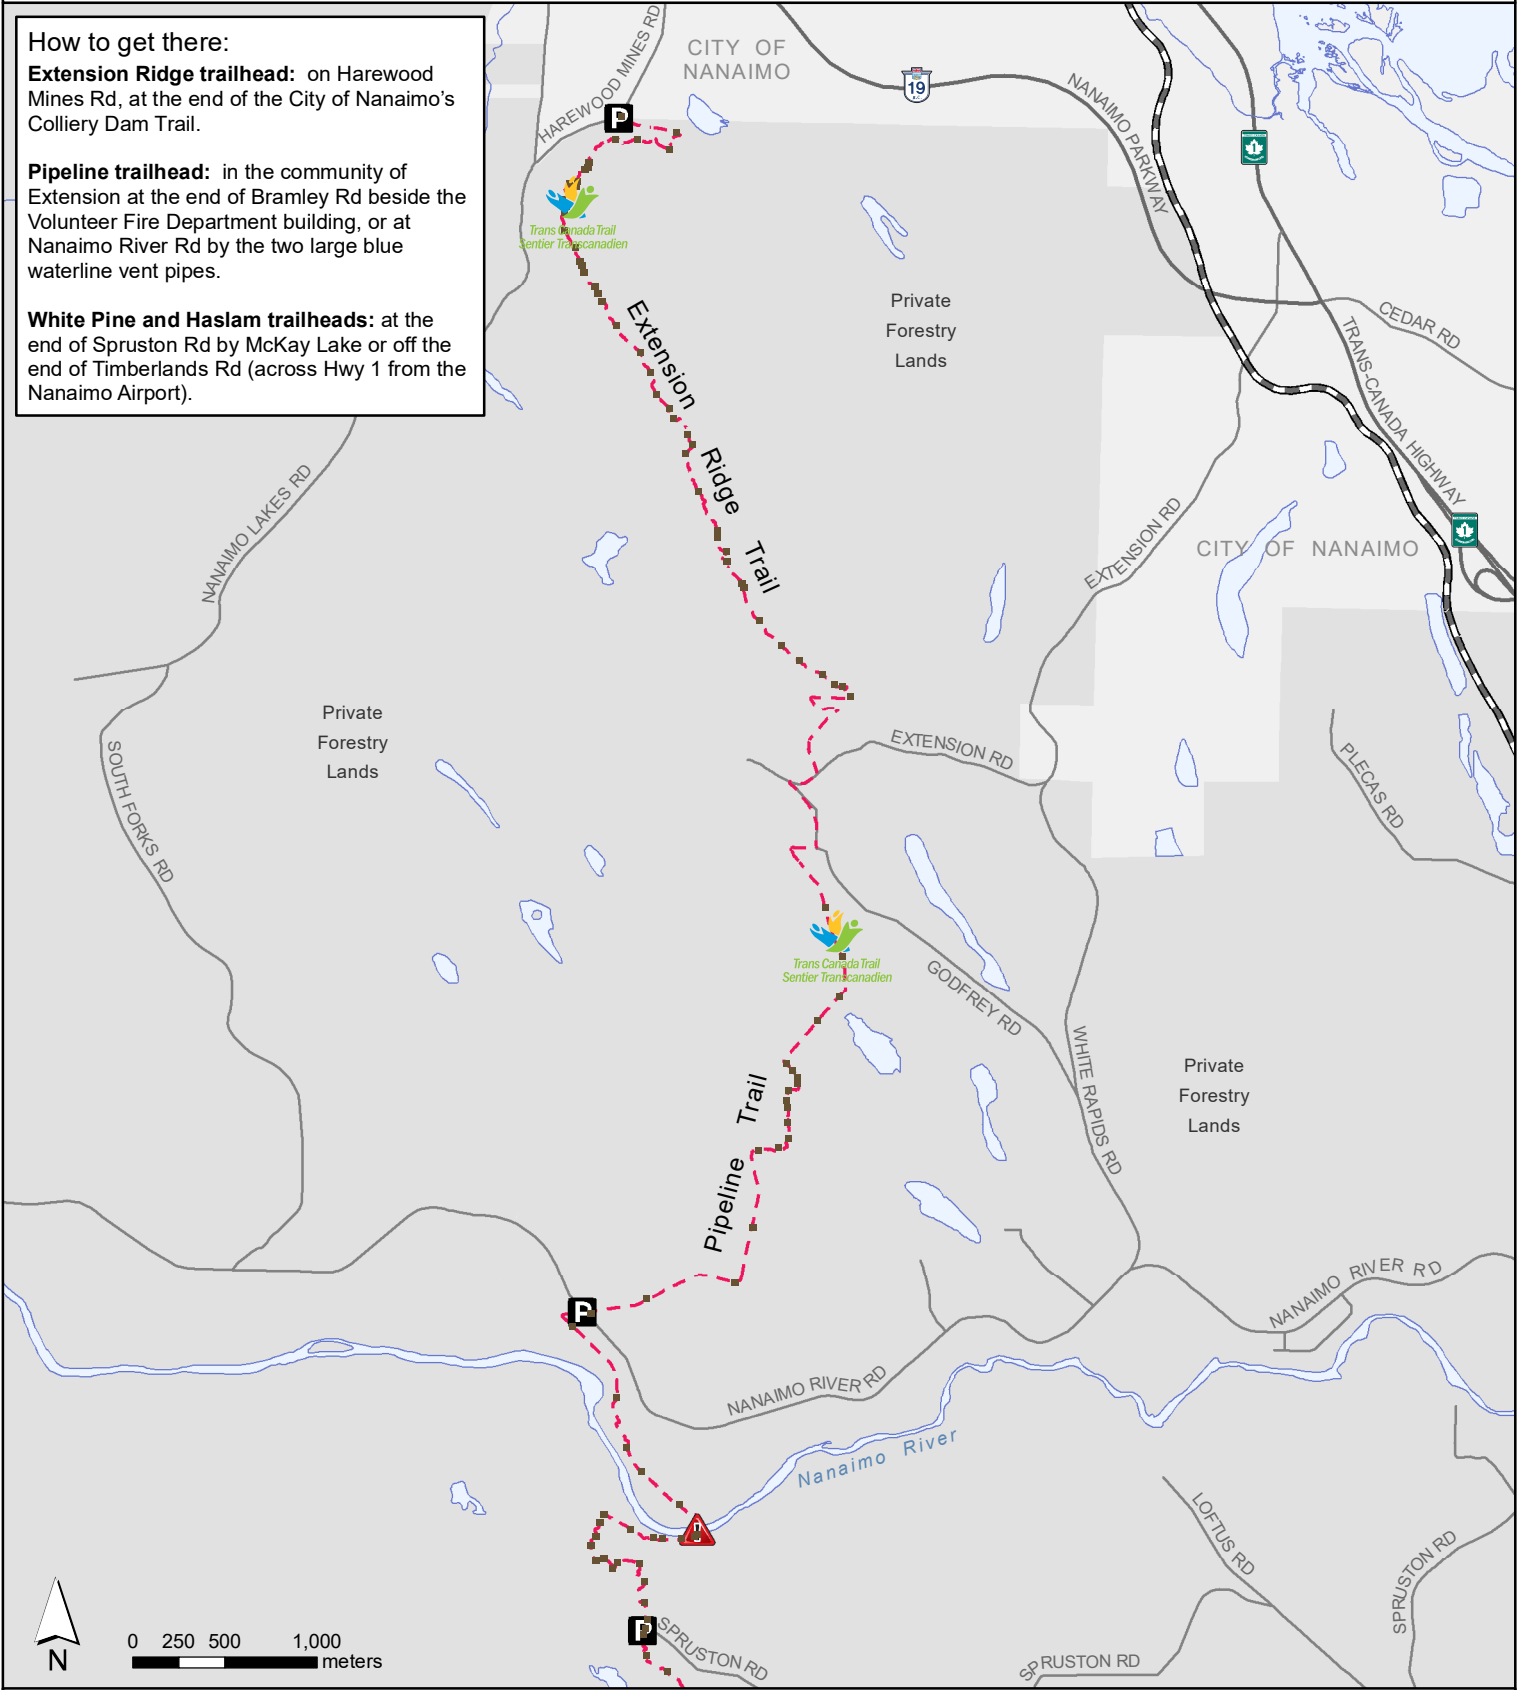 How to get there:
Extension Ridge trailhead: on Harewood
Mines Rd, at the end of the City of Nanaimo’s
Colliery Dam Trail.
Pipeline trailhead: in the community of
Extension at the end of Bramley Rd beside the
Volunteer Fire Department building, or at
Nanaimo River Rd by the two large blue
waterline vent pipes.
White Pine and Haslam trailheads: at the
end of Spruston Rd by McKay Lake or off the
end of Timberlands Rd (across Hwy 1 from the
Nanaimo Airport).
HAREWOOD MINES RD
CITY OF
NANAIMO
19
P
NANAIMO PARKWAY
1
Trans Canada Trail
Sentier Transcanadien
Private
Forestry
Lands
CEDAR RD
TRANS-CANADA HIGHWAY
Extension
Ridge
Trail
NANAIMO LAKES RD
EXTENSION RD
CITY OF NANAIMO
1
Private
Forestry
Lands
SOUTH FORKS RD
EXTENSION RD
PLECAS RD
Trans Canada Trail
Sentier Transcanadien
GODFREY RD
WHITE RAPIDS RD
Private
Forestry
Lands
Pipeline Trail
P
NANAIMO RIVER RD
NANAIMO RIVER RD
Nanaimo River
!
LOFTUS RD
SPRUSTON RD
P
SPRUSTON RD
SPRUSTON RD
N
0 250 500 1,000
meters